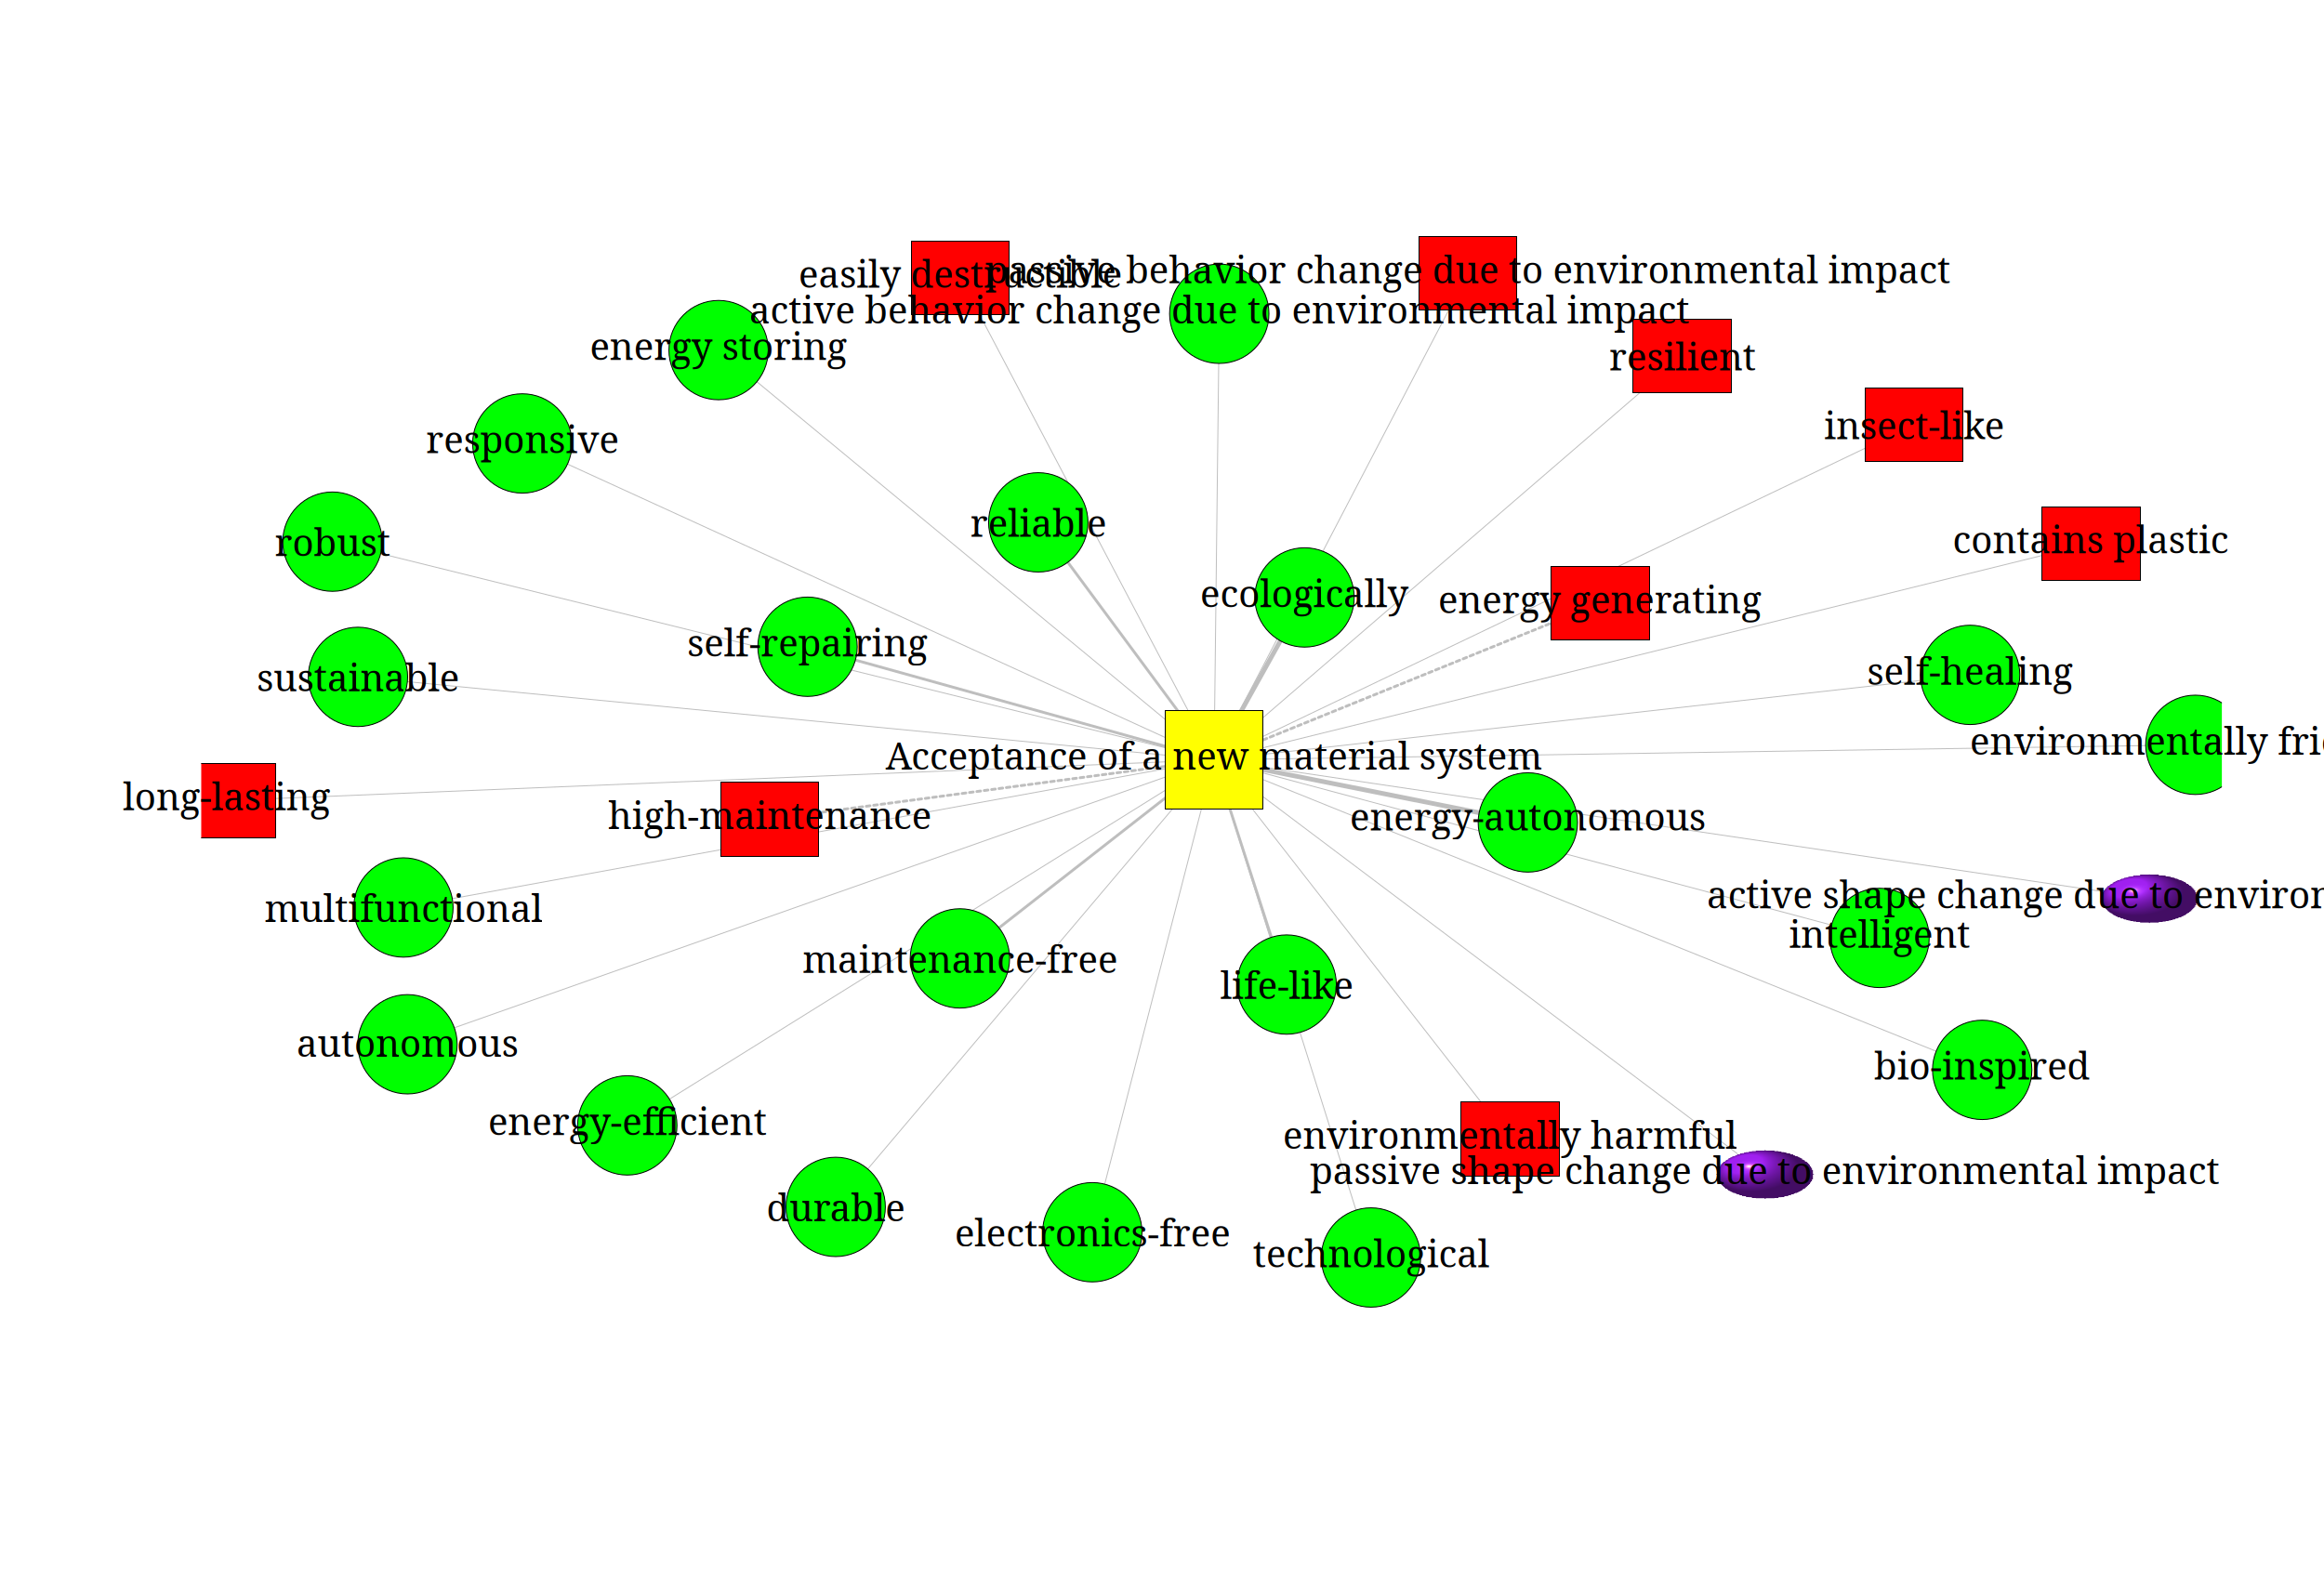 passive behavior change due to environmental impact
easily destructible
active behavior change due to environmental impact
energy storing
resilient
insect-like
responsive
reliable
robust
contains plastic
ecologically
energy generating
self-repairing
sustainable
self-healing
environmentally frie
Acceptance of a new material system
long-lasting
high-maintenance
energy-autonomous
active shape change due to environ
multifunctional
intelligent
maintenance-free
life-like
autonomous
bio-inspired
energy-efficient
environmentally harmful
passive shape change due to environmental impact
durable
electronics-free
technological